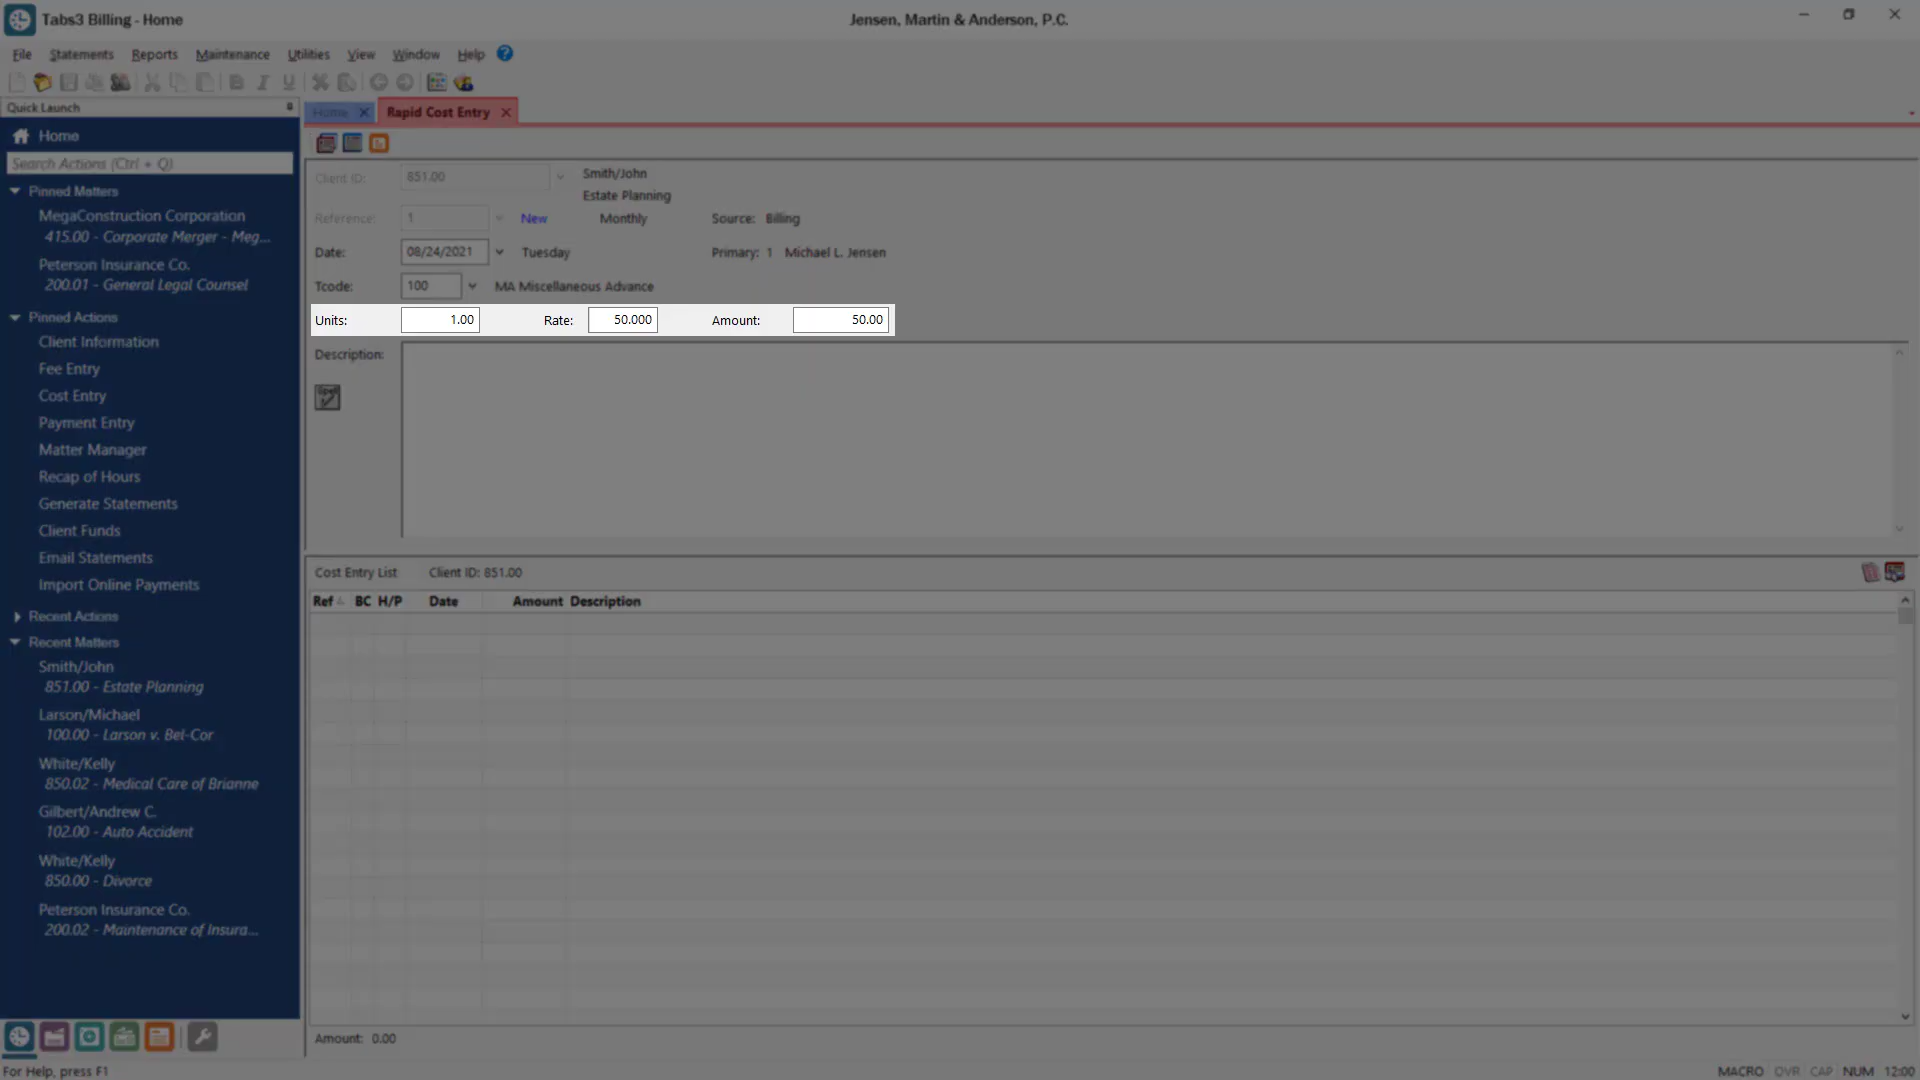 Tabs3 Billing - Home
Jensen, Martin & Anderson, P.C.
File Statements Reports Maintenance Utilities View Window Help ?
Quick Launch
Home Rapid Cost Entry
Home
Search Actions (Ctrl + Q)
Pinned Matters
MegaConstruction Corporation
415.00 - Corporate Merger - Meg...
Peterson Insurance Co.
200.01 - General Legal Counsel
Pinned Actions
Client Information
Fee Entry
Cost Entry
Payment Entry
Matter Manager
Recap of Hours
Generate Statements
Client Funds
Email Statements
Import Online Payments
Recent Actions
Recent Matters
Smith/John
851.00 - Estate Planning
Larson/Michael
100.00 - Larson v. Bel-Cor
White/Kelly
850.02 - Medical Care of Brianne
Gilbert/Andrew C.
102.00 - Auto Accident
White/Kelly
850.00 - Divorce
Peterson Insurance Co.
200.02 - Maintenance of Insura...
Client ID: 851.00 Smith/John
Estate Planning
Reference: 1 New Monthly Source: Billing
Date: 08/24/2021 Tuesday Primary: 1 Michael L. Jensen
Tcode: 100 MA Miscellaneous Advance
Units: 1.00 Rate: 50.000 Amount: 50.00
Description:
Cost Entry List Client ID: 851.00
Ref BC H/P Date Amount Description
Amount: 0.00
For Help, press F1
MACRO OVR CAP NUM 12:00